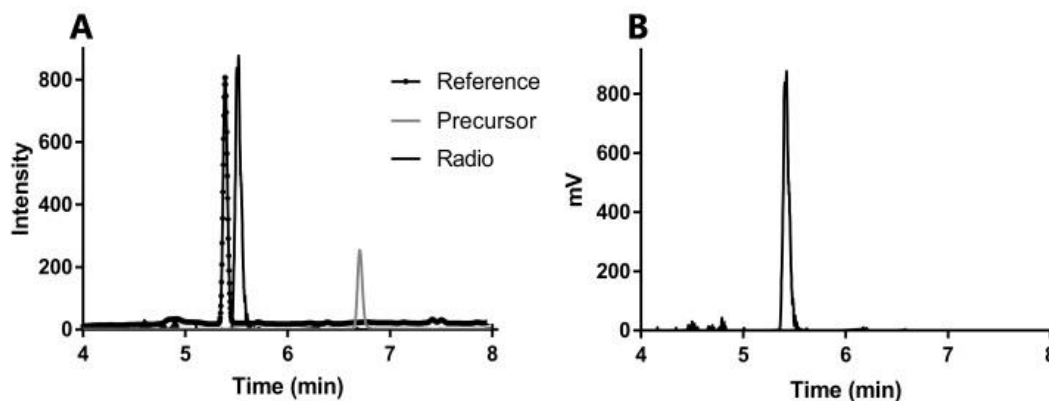 A
Intensity
800
600
400
200
0
4 5 6 7 8
Time (min)
Reference
Precursor
Radio
B
mV
800
600
400
200
0
4 5 6 7 8
Time (min)